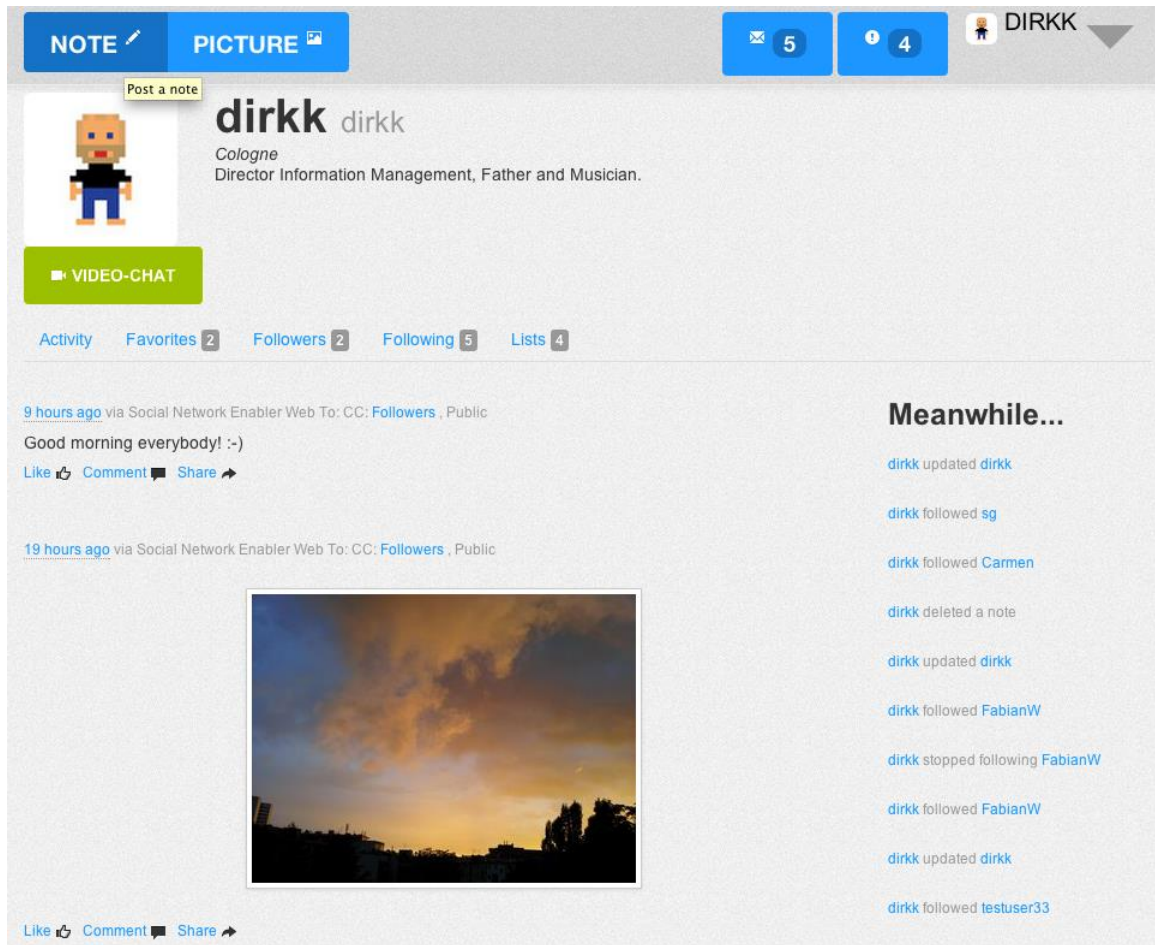 NOTE PICTURE 5 4 DIRKK
Post a note
dirkk dirkk
Cologne
Director Information Management, Father and Musician.
VIDEO-CHAT
Activity Favorites 2 Followers 2 Following 5 Lists 4
9 hours ago via Social Network Enabler Web To: CC: Followers , Public
Good morning everybody! :-)
Like Comment Share
19 hours ago via Social Network Enabler Web To: CC: Followers , Public
Like Comment Share
Meanwhile...
dirkk updated dirkk
dirkk followed sg
dirkk followed Carmen
dirkk deleted a note
dirkk updated dirkk
dirkk followed FabianW
dirkk stopped following FabianW
dirkk followed FabianW
dirkk updated dirkk
dirkk followed testuser33